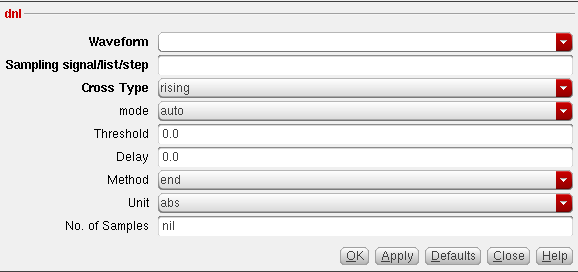 dnl
Waveform
Sampling signal/list/step
Cross Type rising
mode auto
Threshold 0.0
Delay 0.0
Method end
Unit abs
No. of Samples nil
OK Apply Defaults Close Help